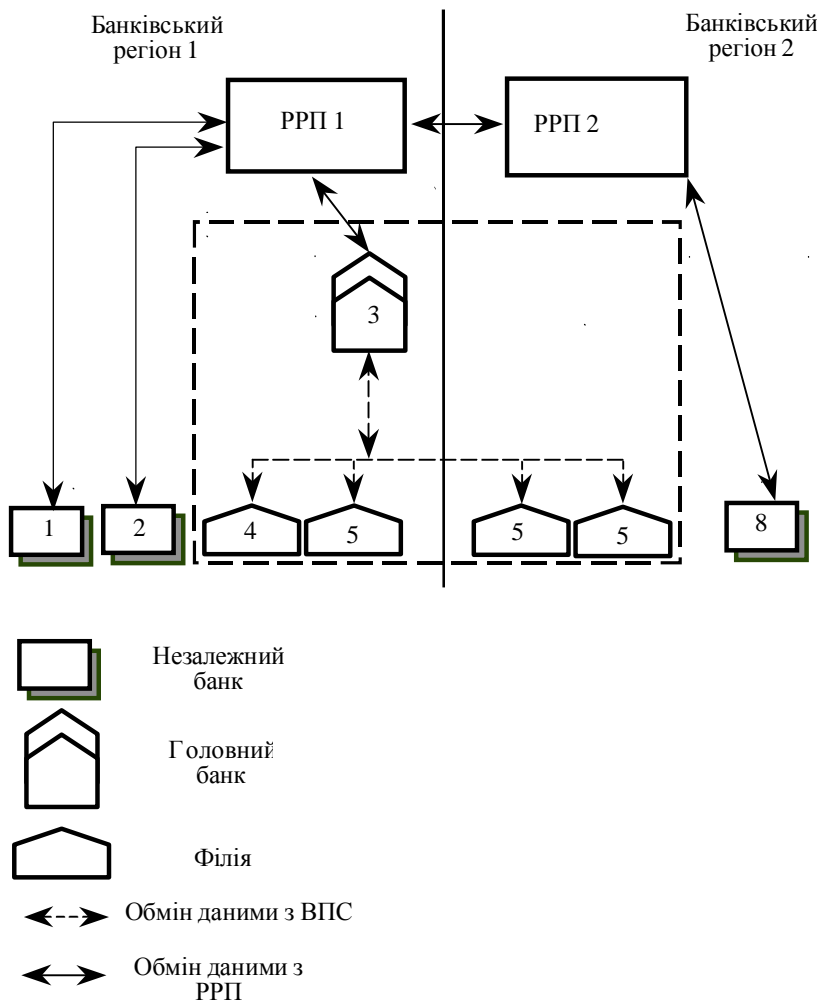 Банківський
регіон 1
Банківський
регіон 2
РРП 1
РРП 2
3
1
2
4
5
5
5
8
Незалежний
банк
Головний
банк
Філія
Обмін даними з ВПС
Обмін даними з
РРП